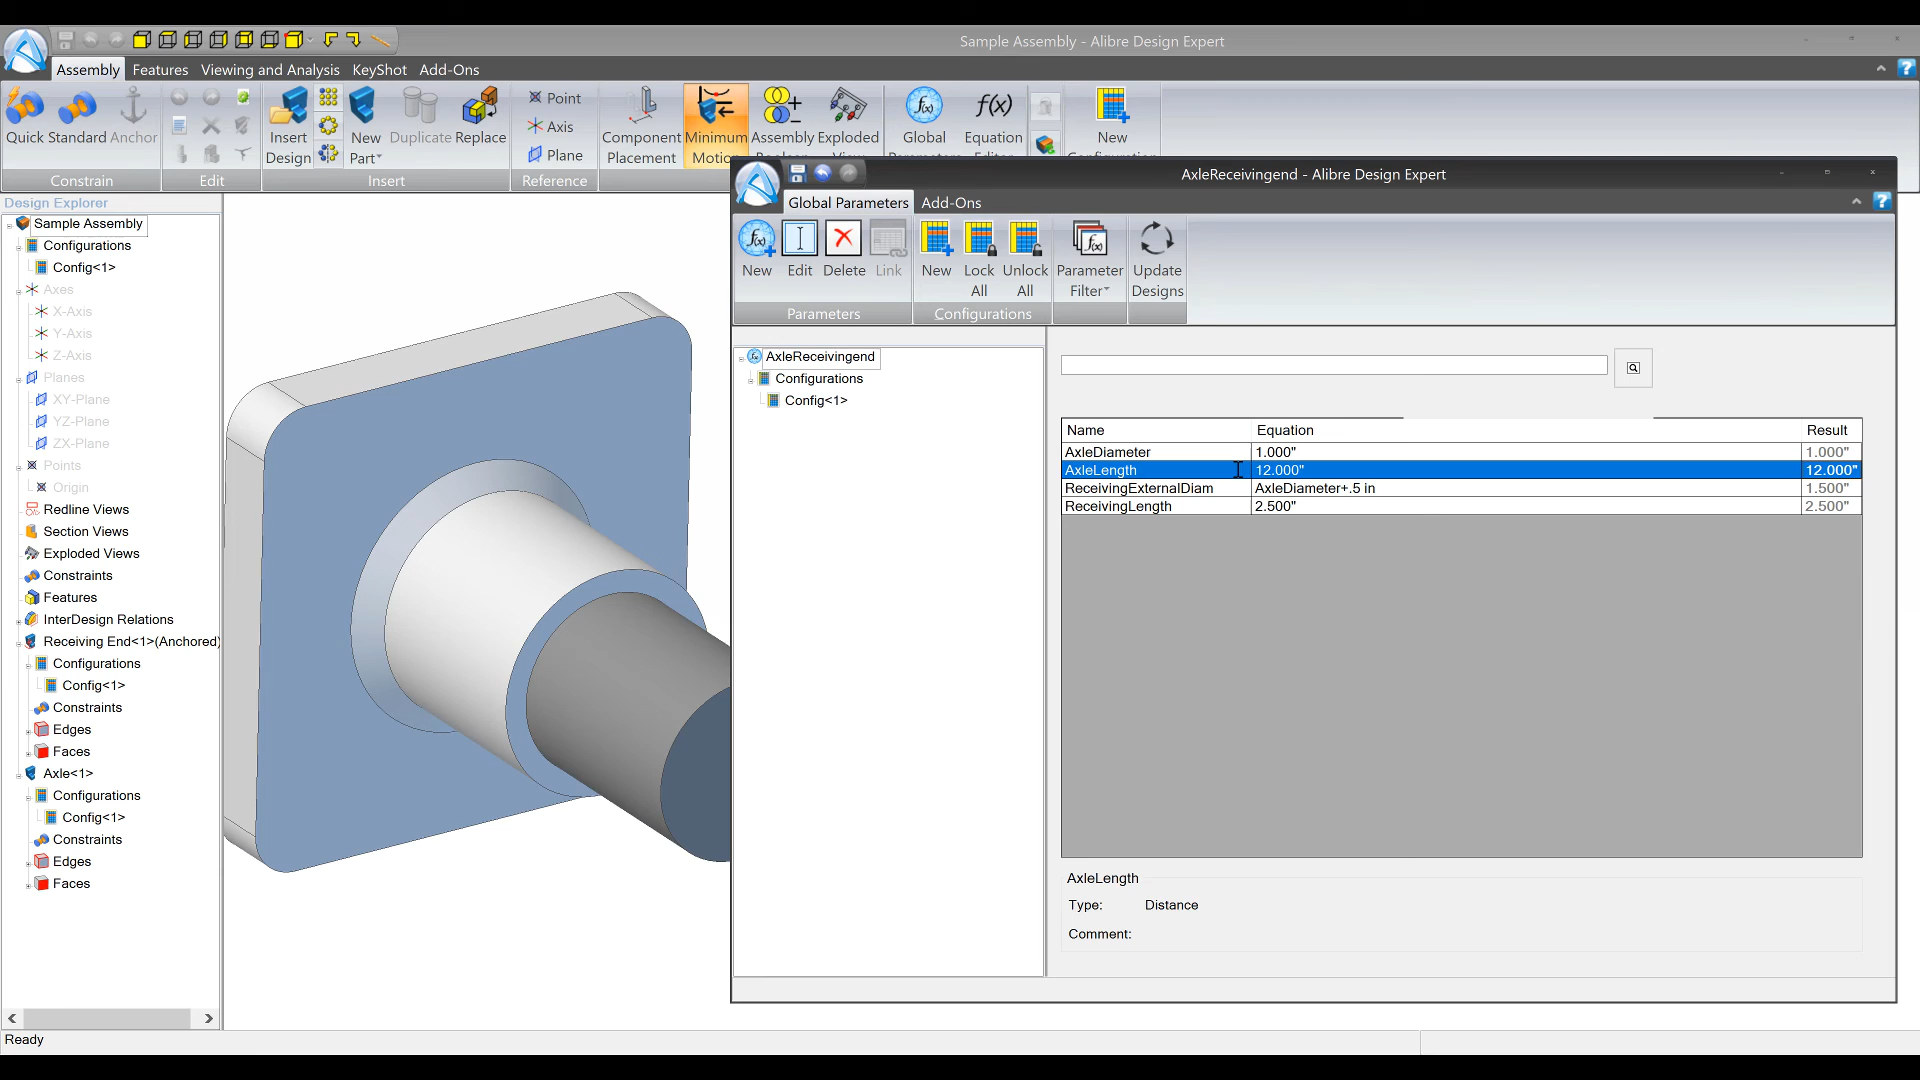 Sample Assembly - Alibre Design Expert
Assembly Features Viewing and Analysis KeyShot Add-Ons
Quick Standard Anchor
Constrain
Edit
Insert Design
New Part
Duplicate Replace
Insert
Point
Axis
Plane
Reference
Component Placement
Minimum Motion
Assembly
Exploded
Global
Equation
New
Design Explorer
Sample Assembly
Configurations
Config<1>
Axes
X-Axis
Y-Axis
Z-Axis
Planes
XY-Plane
YZ-Plane
ZX-Plane
Points
Origin
Redline Views
Section Views
Exploded Views
Constraints
Features
InterDesign Relations
Receiving End<1>(Anchored)
Configurations
Config<1>
Constraints
Edges
Faces
Axle<1>
Configurations
Config<1>
Constraints
Edges
Faces
Ready
AxleReceivingend - Alibre Design Expert
Global Parameters Add-Ons
New Edit Delete Link
Parameters
New
Lock All
Unlock All
Configurations
Parameter Filter
Update Designs
AxleReceivingend
Configurations
Config<1>
Name Equation Result
AxleDiameter 1.000" 1.000"
AxleLength 12.000" 12.000"
ReceivingExternalDiam AxleDiameter+.5 in 1.500"
ReceivingLength 2.500" 2.500"
AxleLength
Type: Distance
Comment: